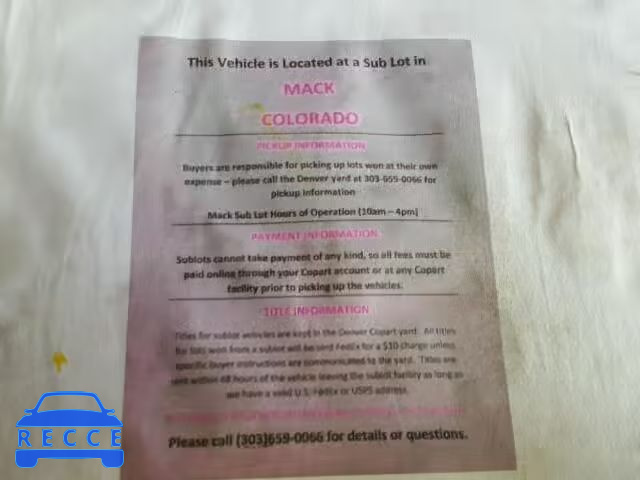 This Vehicle is Located at a Sub Lot in
MACK
COLORADO
PICKUP INFORMATION
Buyers are responsible for picking up lots won at their own
expense – please call the Denver yard at 303-659-0066 for
pickup information
Mack Sub Lot Hours of Operation (10am – 4pm)
PAYMENT INFORMATION
Sublots cannot take payment of any kind, so all fees must be
paid online through your Copart account or at any Copart
facility prior to picking up the vehicles.
TITLE INFORMATION
Titles for sublot vehicles are kept in the Denver Copart yard. All titles
for lots won from a sublot will be sent FedEx for a $10 charge unless
specific buyer instructions are communicated to the yard. Titles are
sent within 48 hours of the vehicle leaving the sublot facility as long as
we have a valid U.S. FedEx or USPS address.
Please call (303)659-0066 for details or questions.
RECCE